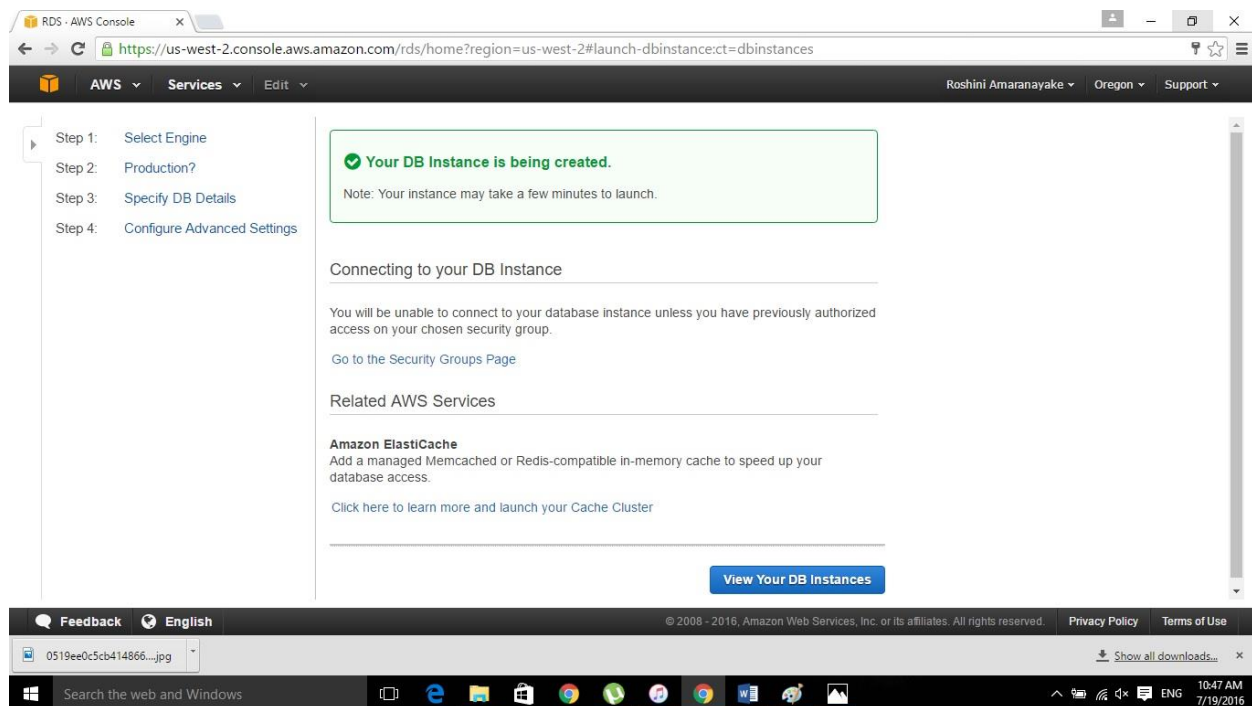 RDS · AWS Console
https://us-west-2.console.aws.amazon.com/rds/home?region=us-west-2#launch-dbinstance:ct=dbinstances
AWS Services Edit Roshini Amaranayake Oregon Support
Step 1: Select Engine
Step 2: Production?
Step 3: Specify DB Details
Step 4: Configure Advanced Settings
Your DB Instance is being created.
Note: Your instance may take a few minutes to launch.
Connecting to your DB Instance
You will be unable to connect to your database instance unless you have previously authorized
access on your chosen security group.
Go to the Security Groups Page
Related AWS Services
Amazon ElastiCache
Add a managed Memcached or Redis-compatible in-memory cache to speed up your
database access.
Click here to learn more and launch your Cache Cluster
View Your DB Instances
Feedback English © 2008 - 2016, Amazon Web Services, Inc. or its affiliates. All rights reserved. Privacy Policy Terms of Use
0519ee0c5cb414866....jpg Show all downloads...
Search the web and Windows ENG 10:47 AM
7/19/2016